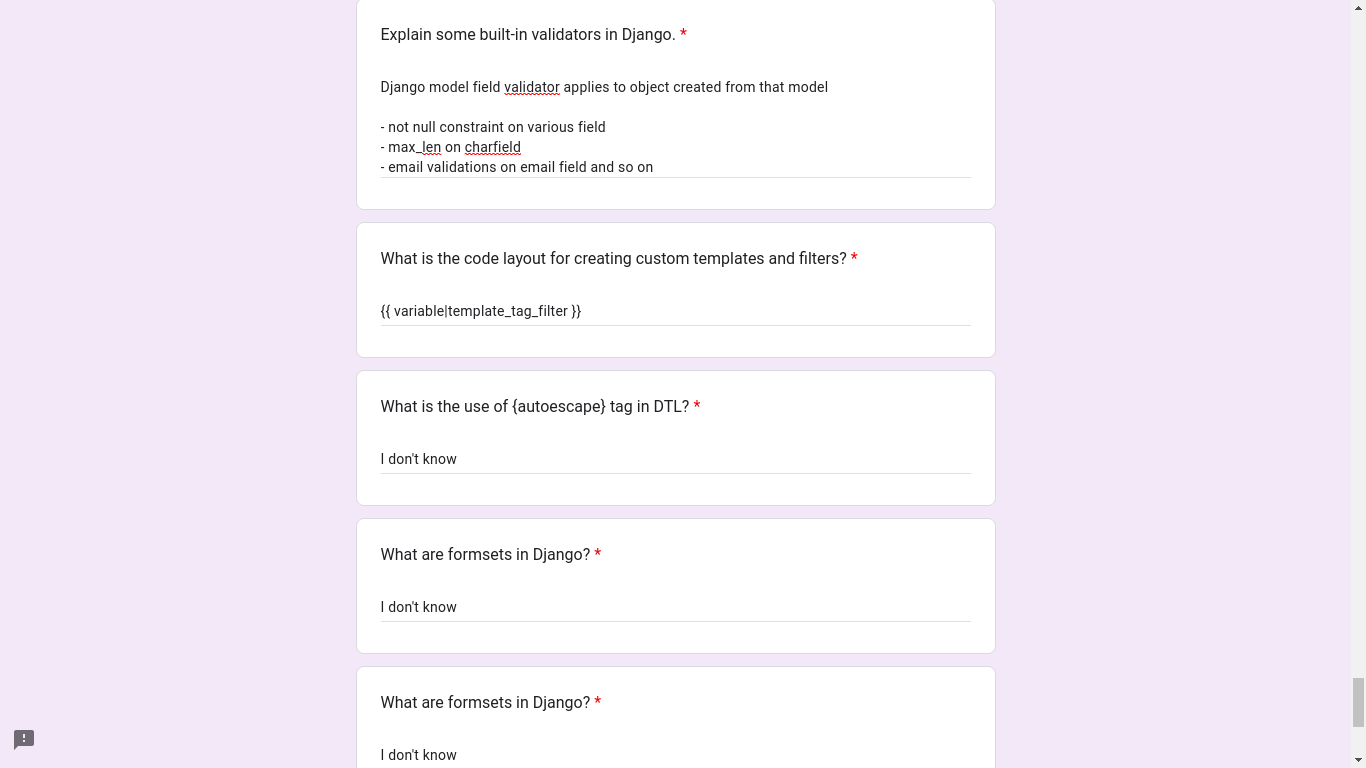 Explain some built-in validators in Django. *
Django model field validator applies to object created from that model
- not null constraint on various field
- max_len on charfield
- email validations on email field and so on
What is the code layout for creating custom templates and filters? *
{{ variable|template_tag_filter }}
What is the use of {autoescape} tag in DTL? *
I don't know
What are formsets in Django? *
I don't know
What are formsets in Django? *
I don't know